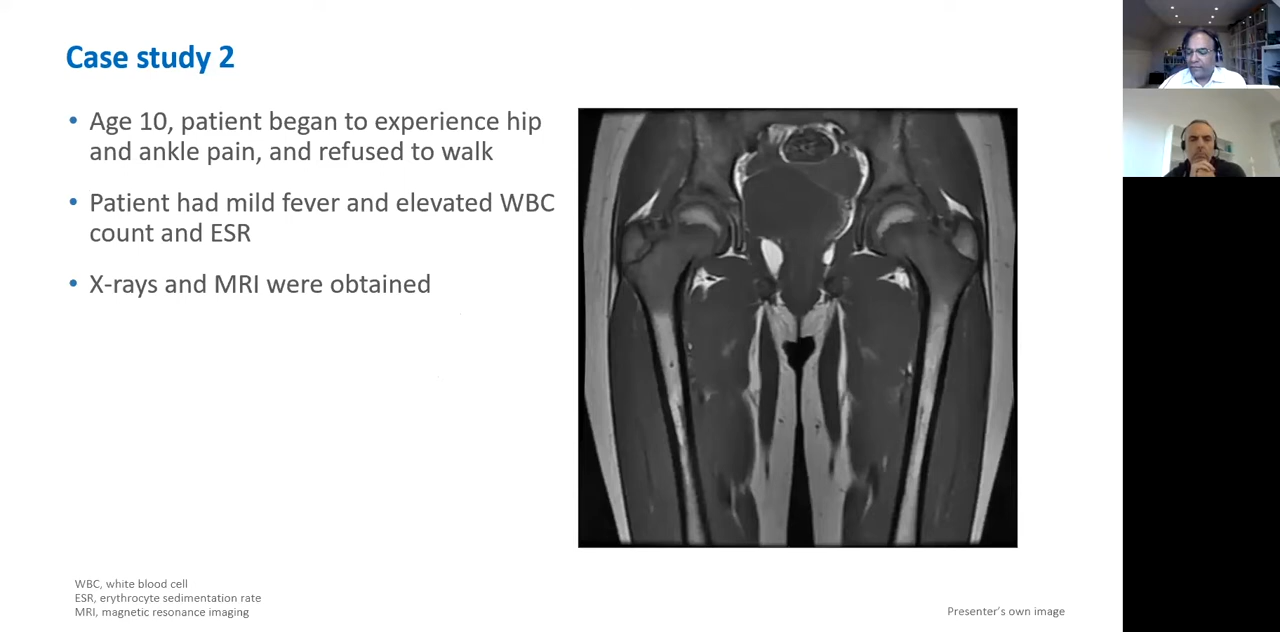 Case study 2
• Age 10, patient began to experience hip
and ankle pain, and refused to walk
• Patient had mild fever and elevated WBC
count and ESR
• X-rays and MRI were obtained
WBC, white blood cell
ESR, erythrocyte sedimentation rate
MRI, magnetic resonance imaging
Presenter's own image